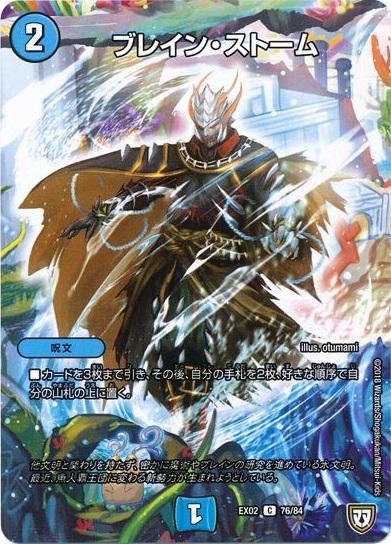 2
ブレイン・ストーム
呪文
illus. otumami
■カードを3枚まで引き、その後、自分の手札を2枚、好きな順序で自
分の山札の上に置く。
他文明と関わりを持たず、密かに魔術やブレインの研究を進めている水文明。
最近、魚人覇王団に変わる新勢力が生まれようとしている。
1
EX02 C 76/84
©2018 Wizards/Shogakukan/Mitsui-Kids